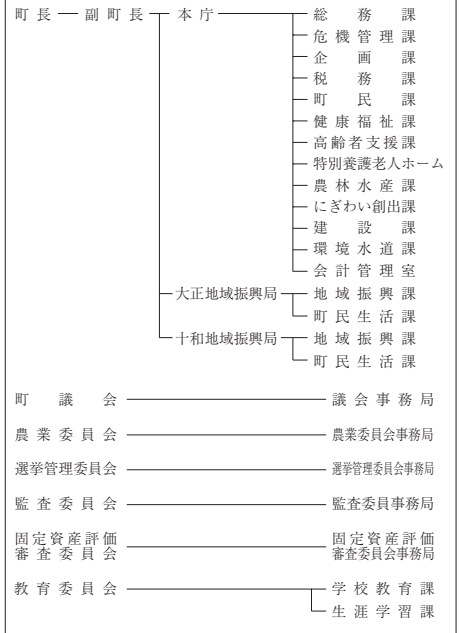 町長 副町長 本庁 総務課
危機管理課
企画課
税務課
町民課
健康福祉課
高齢者支援課
特別養護老人ホーム
農林水産課
にぎわい創出課
建設課
環境水道課
会計管理室
大正地域振興局 地域振興課
町民生活課
十和地域振興局 地域振興課
町民生活課
町議会 議会事務局
農業委員会 農業委員会事務局
選挙管理委員会 選挙管理委員会事務局
監査委員会 監査委員事務局
固定資産評価 固定資産評価
審査委員会 審査委員会事務局
教育委員会 学校教育課
生涯学習課